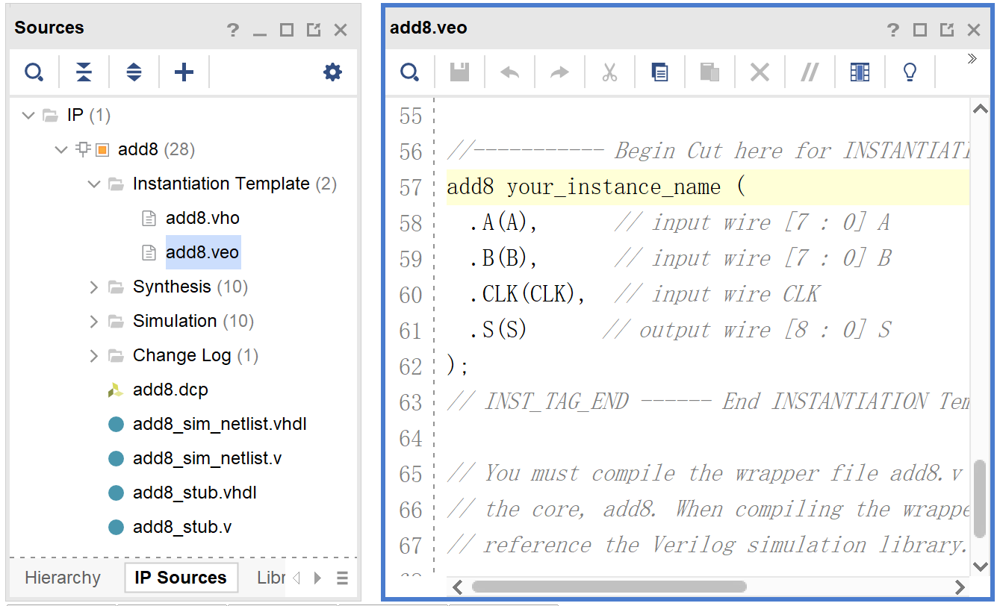 Sources
IP (1)
add8 (28)
Instantiation Template (2)
add8.vho
add8.veo
Synthesis (10)
Simulation (10)
Change Log (1)
add8.dcp
add8_sim_netlist.vhdl
add8_sim_netlist.v
add8_stub.vhdl
add8_stub.v
Hierarchy IP Sources Libr
add8.veo
55
56 //----------- Begin Cut here for INSTANTIATI
57 add8 your_instance_name (
58 .A(A), // input wire [7 : 0] A
59 .B(B), // input wire [7 : 0] B
60 .CLK(CLK), // input wire CLK
61 .S(S) // output wire [8 : 0] S
62 );
63 // INST_TAG_END ------ End INSTANTIATION Tem
64
65 // You must compile the wrapper file add8.v
66 // the core, add8. When compiling the wrappe
67 // reference the Verilog simulation library.